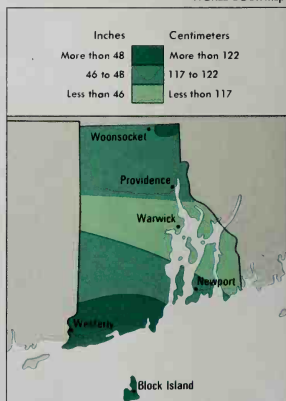 Inches Centimeters
More than 48 More than 122
46 to 48 117 to 122
Less than 46 Less than 117
Woonsocket
Providence
Warwick
Newport
Westerly
Block Island